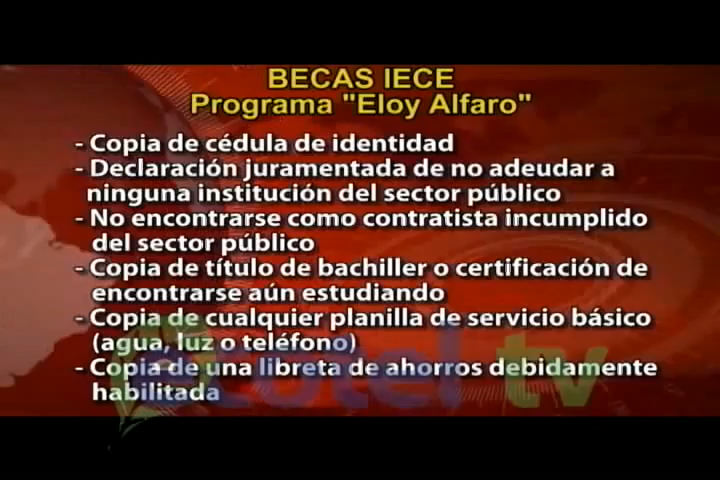 BECAS IECE
Programa "Eloy Alfaro"
- Copia de cédula de identidad
- Declaración juramentada de no adeudar a
ninguna institución del sector público
- No encontrarse como contratista incumplido
del sector público
- Copia de título de bachiller o certificación de
encontrarse aún estudiando
- Copia de cualquier planilla de servicio básico
(agua, luz o teléfono)
- Copia de una libreta de ahorros debidamente
habilitada
ecotel tv